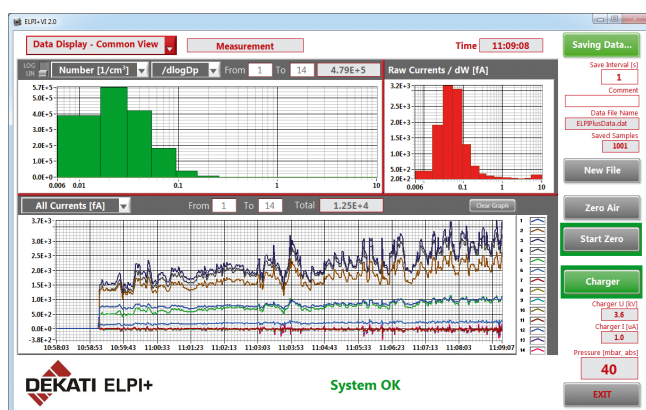 ELPI+VI 2.0
Data Display - Common View
Measurement
Time 11:09:08
Saving Data...
LOG
LIN
Number [1/cm³] /dlogDp From 1 To 14 4.79E+5
Raw Currents / dW [fA]
Save Interval [s]
1
Comment
Data File Name
ELPIPlusData.dat
Saved Samples
1001
5.7E+5
5.0E+5
4.0E+5
3.0E+5
2.0E+5
1.0E+5
0.0E+0
0.006 0.01 0.1 1 10
3.2E+3
2.5E+3
2.0E+3
1.5E+3
1.0E+3
5.0E+2
2.0E+2
0.006 0.1 1 10
New File
Zero Air
Start Zero
Charger
Charger U [kV]
3.6
Charger I [uA]
1.0
Pressure [mbar, abs]
40
EXIT
All Currents [fA] From 1 To 14 Total 1.25E+4 Clear Graph
3.7E+3
3.0E+3
2.5E+3
2.0E+3
1.5E+3
1.0E+3
5.0E+2
0.0E+0
-3.8E+2
10:58:03 10:58:53 10:59:43 11:00:33 11:01:23 11:02:13 11:03:03 11:03:53 11:04:43 11:05:33 11:06:23 11:07:13 11:08:03 11:09:07
1
2
3
4
5
6
7
8
9
10
11
12
13
14
DEKATI ELPI+
System OK